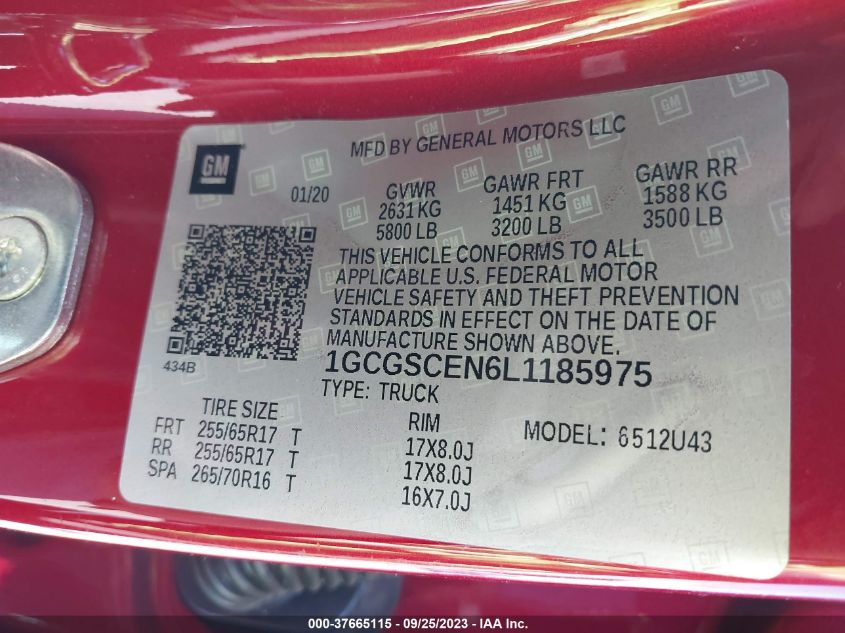 GM
MFD BY GENERAL MOTORS LLC
01/20
GVWR
2631 KG
5800 LB
GAWR FRT
1451 KG
3200 LB
GAWR RR
1588 KG
3500 LB
THIS VEHICLE CONFORMS TO ALL
APPLICABLE U.S. FEDERAL MOTOR
VEHICLE SAFETY AND THEFT PREVENTION
STANDARDS IN EFFECT ON THE DATE OF
MANUFACTURE SHOWN ABOVE.
434B
1GCGSCEN6L1185975
TYPE: TRUCK
TIRE SIZE
RIM
MODEL: 6512U43
FRT 255/65R17 T 17X8.0J
RR 255/65R17 T 17X8.0J
SPA 265/70R16 T 16X7.0J
000-37665115 - 09/25/2023 - IAA Inc.